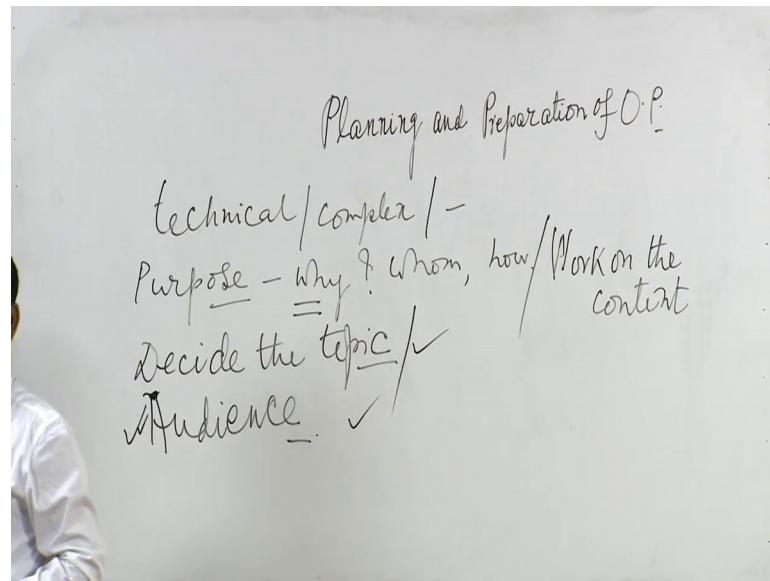 Planning and Preparation of O.P.
technical/complex/-
Purpose - why? whom, how/Work on the
content
Decide the topic/✓
✓Audience. ✓